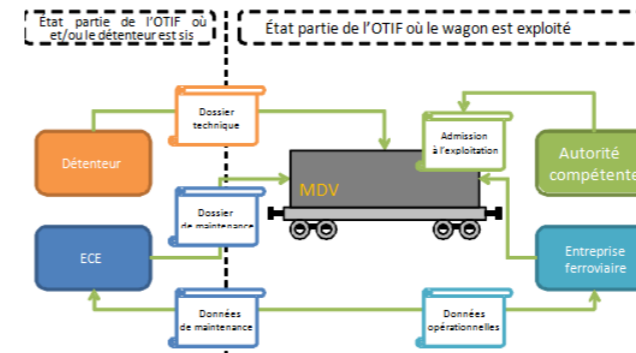 État partie de l’OTIF où
et/ou le détenteur est sis
État partie de l’OTIF où le wagon est exploité
Dossier
technique
Admission
à l’exploitation
Détenteur
Autorité
compétente
MDV
Dossier
de maintenance
ECE
Entreprise
ferroviaire
Données
de maintenance
Données
opérationnelles